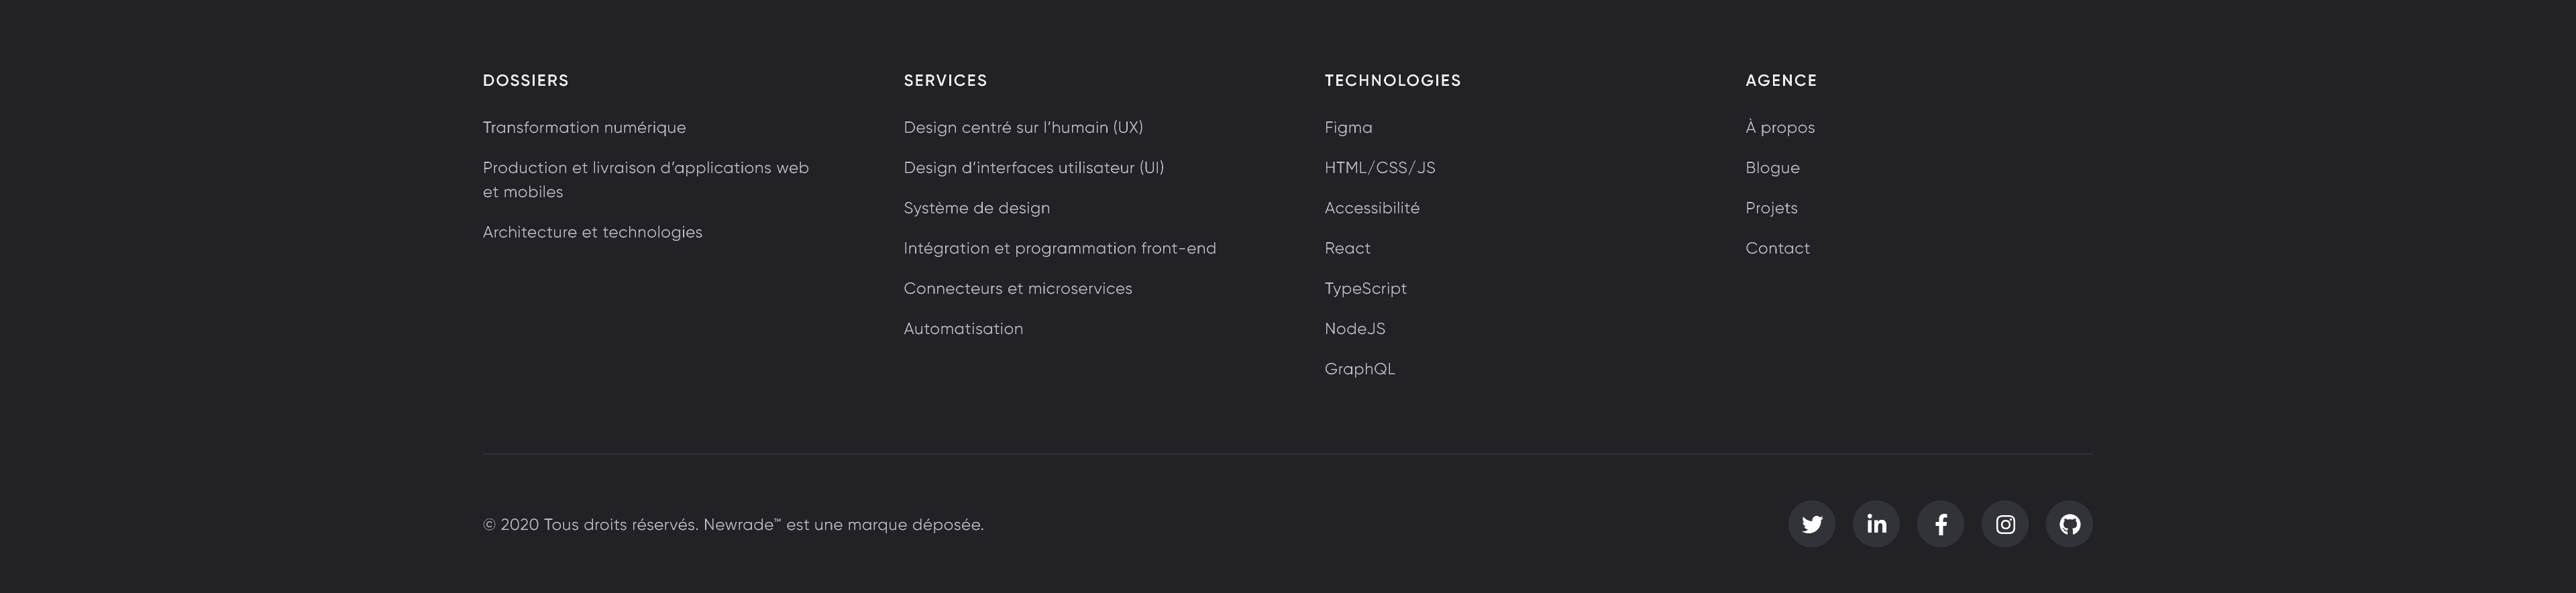 DOSSIERS
Transformation numérique
Production et livraison d’applications web
et mobiles
Architecture et technologies
SERVICES
Design centré sur l’humain (UX)
Design d’interfaces utilisateur (UI)
Système de design
Intégration et programmation front-end
Connecteurs et microservices
Automatisation
TECHNOLOGIES
Figma
HTML/CSS/JS
Accessibilité
React
TypeScript
NodeJS
GraphQL
AGENCE
À propos
Blogue
Projets
Contact
© 2020 Tous droits réservés. Newrade™ est une marque déposée.